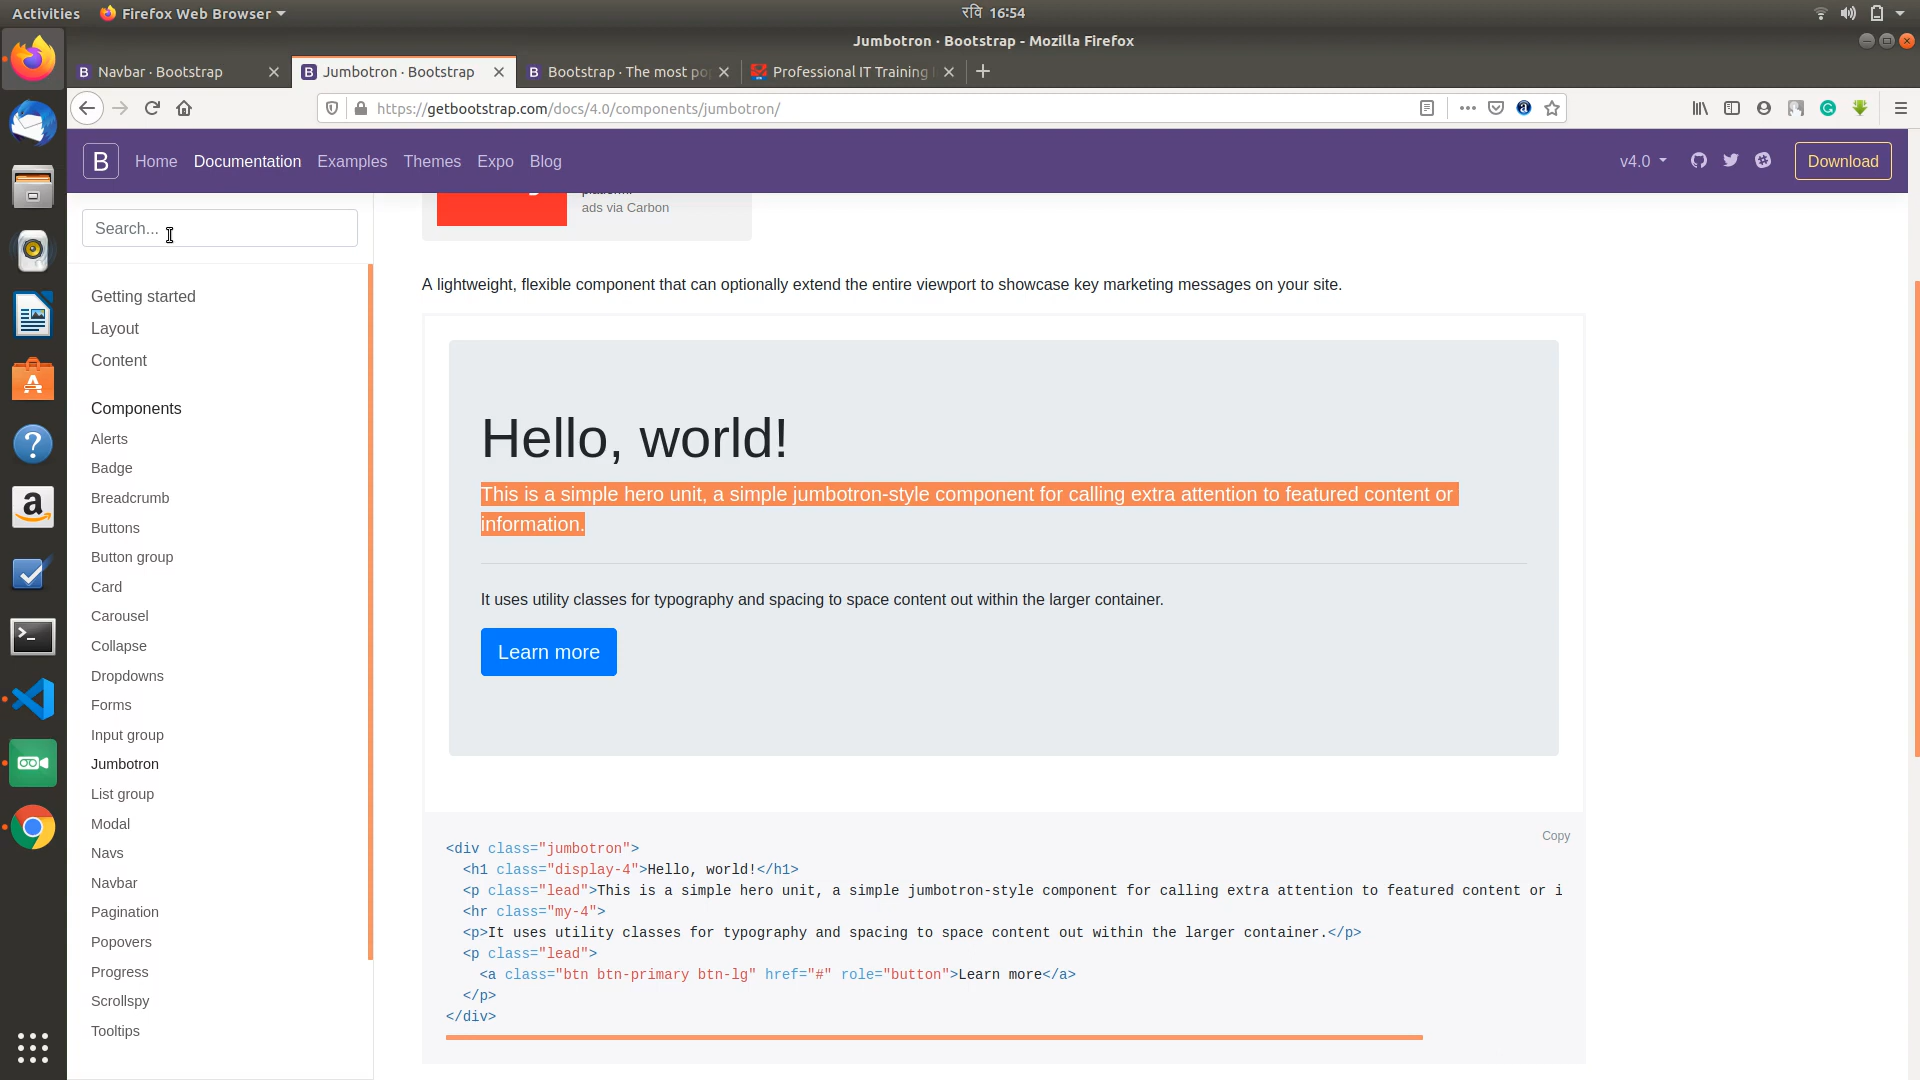 Activities
Firefox Web Browser
रवि 16:54
Jumbotron · Bootstrap - Mozilla Firefox
B Navbar · Bootstrap
B Jumbotron · Bootstrap
B Bootstrap · The most po
Professional IT Training
https://getbootstrap.com/docs/4.0/components/jumbotron/
B Home Documentation Examples Themes Expo Blog
v4.0
Download
Search...
ads via Carbon
Getting started
Layout
Content
Components
Alerts
Badge
Breadcrumb
Buttons
Button group
Card
Carousel
Collapse
Dropdowns
Forms
Input group
Jumbotron
List group
Modal
Navs
Navbar
Pagination
Popovers
Progress
Scrollspy
Tooltips
A lightweight, flexible component that can optionally extend the entire viewport to showcase key marketing messages on your site.
Hello, world!
This is a simple hero unit, a simple jumbotron-style component for calling extra attention to featured content or
information.
It uses utility classes for typography and spacing to space content out within the larger container.
Learn more
Copy
<div class="jumbotron">
<h1 class="display-4">Hello, world!</h1>
<p class="lead">This is a simple hero unit, a simple jumbotron-style component for calling extra attention to featured content or i
<hr class="my-4">
<p>It uses utility classes for typography and spacing to space content out within the larger container.</p>
<p class="lead">
<a class="btn btn-primary btn-lg" href="#" role="button">Learn more</a>
</p>
</div>